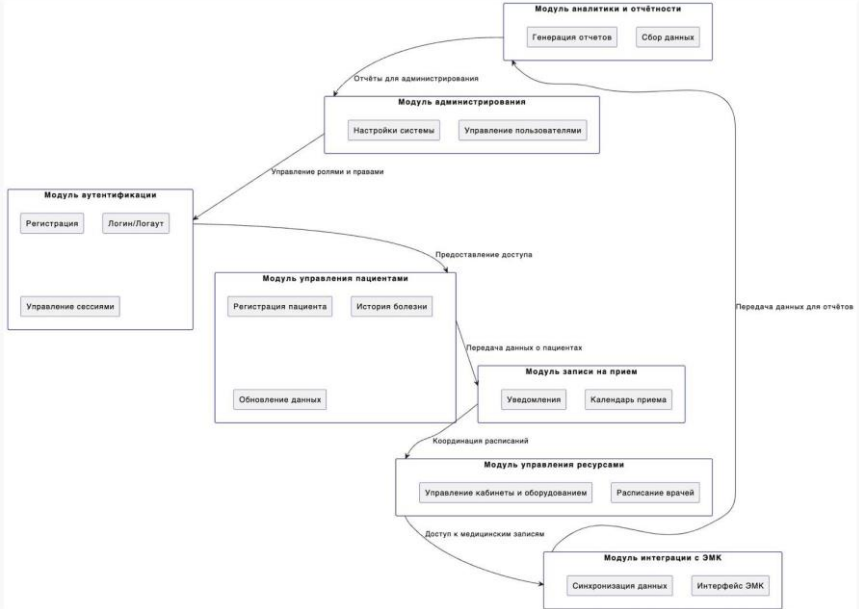 Модуль аналитики и отчётности
Генерация отчетов
Сбор данных
Отчёты для администрирования
Модуль администрирования
Настройки системы
Управление пользователями
Управление ролями и правами
Модуль аутентификации
Регистрация
Логин/Логаут
Управление сессиями
Предоставление доступа
Модуль управления пациентами
Регистрация пациента
История болезни
Обновление данных
Передача данных для отчётов
Передача данных о пациентах
Модуль записи на прием
Уведомления
Календарь приема
Координация расписаний
Модуль управления ресурсами
Управление кабинеты и оборудованием
Расписание врачей
Доступ к медицинским записям
Модуль интеграции с ЭМК
Синхронизация данных
Интерфейс ЭМК